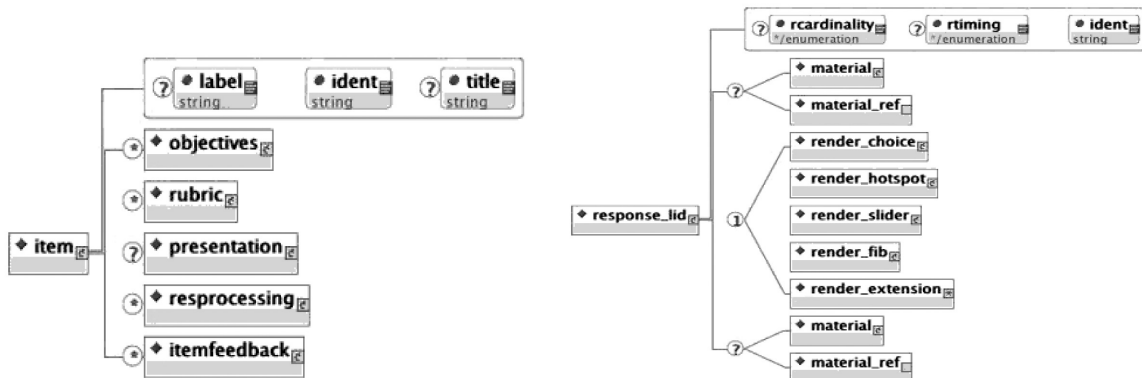 ? label ident ? title
string string string
* objectives
* rubric
item
? presentation
* resprocessing
* itemfeedback
? rcardinality ? rtiming ident
*/enumeration */enumeration string
material
?
material_ref
render_choice
render_hotspot
response_lid 1 render_slider
render_fib
render_extension
material
?
material_ref